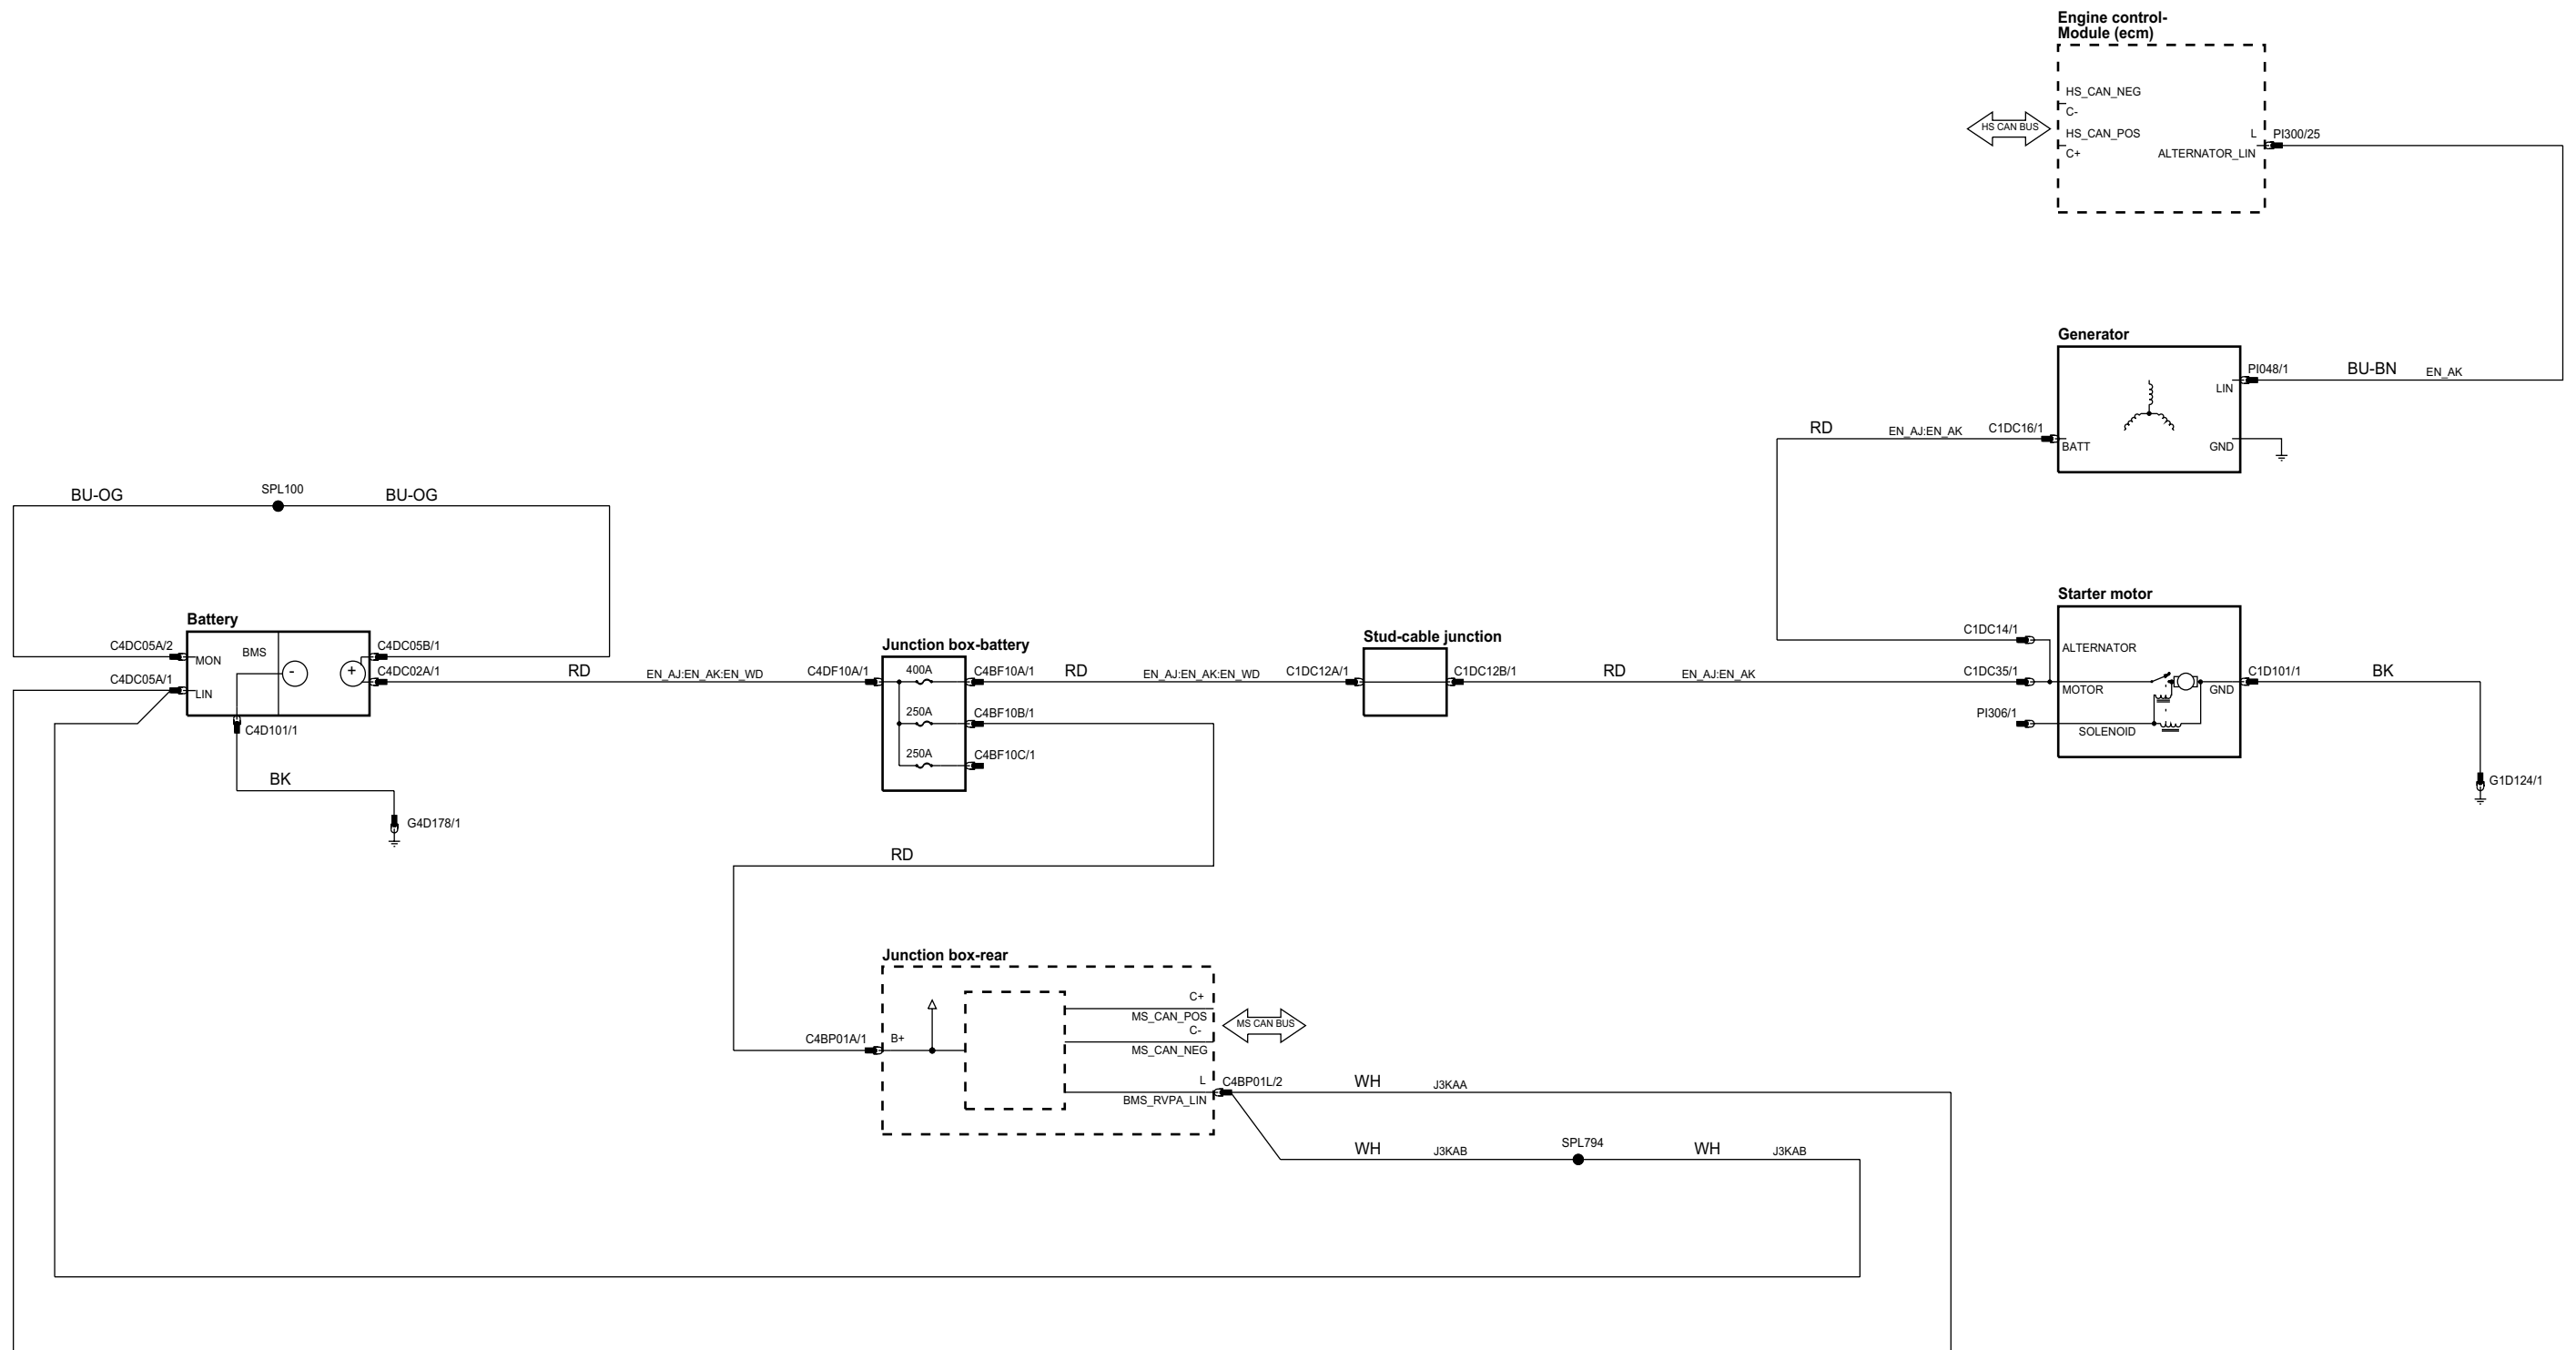 Engine control-
Module (ecm)
HS_CAN_NEG
C-
HS CAN BUS
HS_CAN_POS
C+
L
PI300/25
ALTERNATOR_LIN
Generator
PI048/1
BU-BN
EN_AK
LIN
RD
EN_AJ:EN_AK
C1DC16/1
BATT
GND
BU-OG
SPL100
BU-OG
Battery
C4DC05A/2
MON
BMS
-
+
C4DC05B/1
C4DC05A/1
LIN
C4DC02A/1
RD
EN_AJ:EN_AK:EN_WD
C4D101/1
BK
G4D178/1
Junction box-battery
C4DF10A/1
400A
C4BF10A/1
RD
EN_AJ:EN_AK:EN_WD
250A
C4BF10B/1
250A
C4BF10C/1
Stud-cable junction
C1DC12A/1
C1DC12B/1
RD
EN_AJ:EN_AK
Starter motor
C1DC14/1
ALTERNATOR
C1DC35/1
MOTOR
GND
C1D101/1
BK
PI306/1
SOLENOID
G1D124/1
RD
Junction box-rear
C4BP01A/1
B+
C+
MS_CAN_POS
C-
MS_CAN_NEG
MS CAN BUS
L
C4BP01L/2
BMS_RVPA_LIN
WH
J3KAA
WH
J3KAB
SPL794
WH
J3KAB